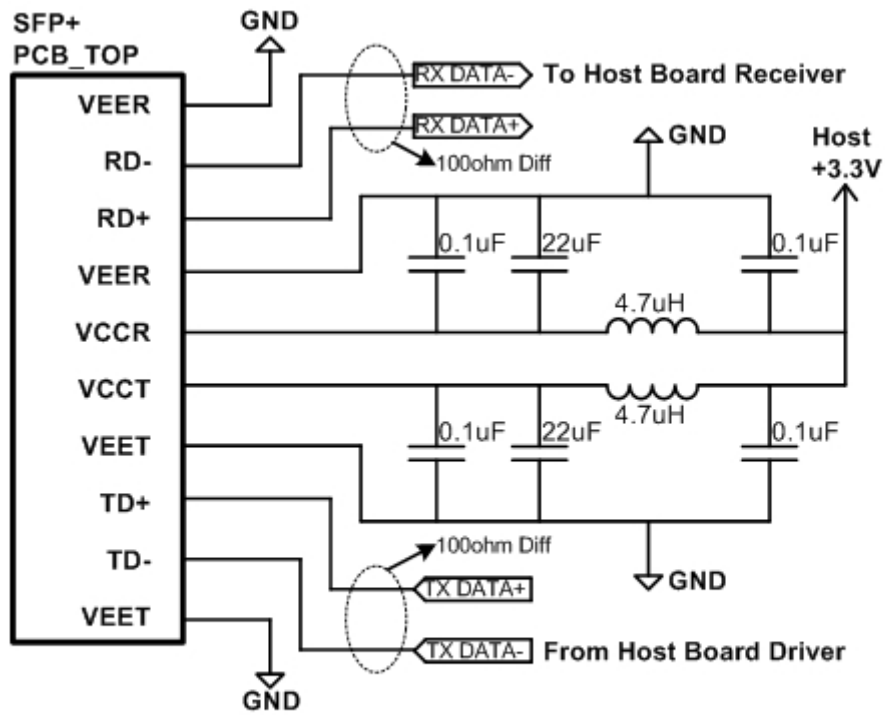 SFP+
PCB_TOP
GND
VEER
RD-
RD+
VEER
VCCR
VCCT
VEET
TD+
TD-
VEET
GND
RX DATA-
To Host Board Receiver
RX DATA+
100ohm Diff
GND
Host
+3.3V
0.1uF
22uF
0.1uF
4.7uH
4.7uH
0.1uF
22uF
0.1uF
100ohm Diff
GND
TX DATA+
TX DATA-
From Host Board Driver